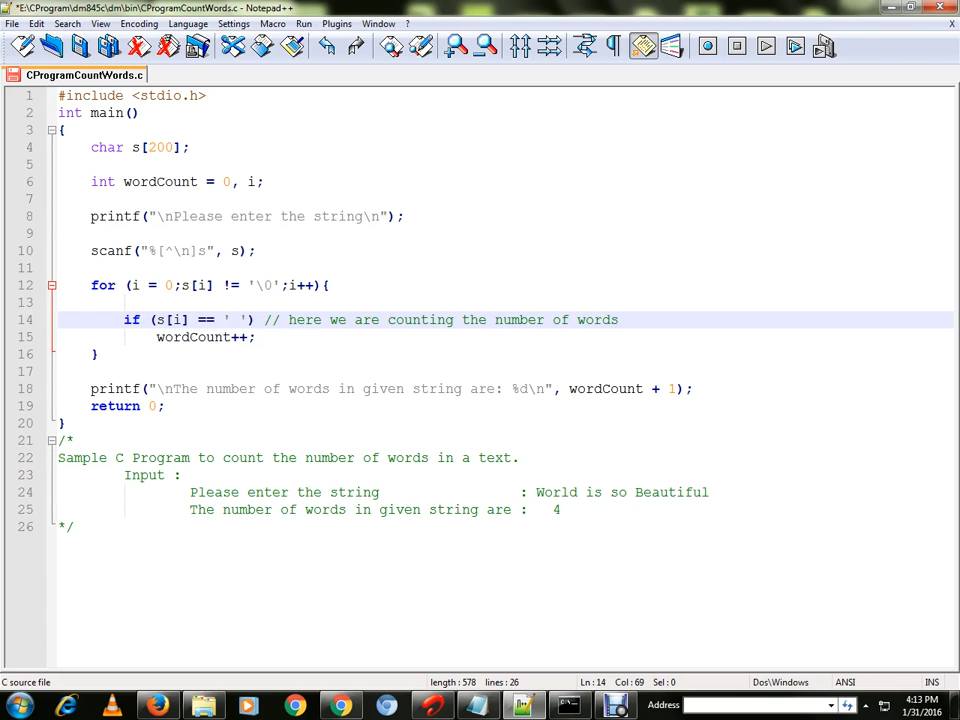 *E:\CProgram\dm845c\dm\bin\CProgramCountWords.c - Notepad++
File Edit Search View Encoding Language Settings Macro Run Plugins Window ?
X
CProgramCountWords.c
1 #include <stdio.h>
2 int main()
3 {
4 char s[200];
5
6 int wordCount = 0, i;
7
8 printf("\nPlease enter the string\n");
9
10 scanf("%[^\n]s", s);
11
12 for (i = 0;s[i] != '\0';i++){
13
14 if (s[i] == ' ') // here we are counting the number of words
15 wordCount++;
16 }
17
18 printf("\nThe number of words in given string are: %d\n", wordCount + 1);
19 return 0;
20 }
21 /*
22 Sample C Program to count the number of words in a text.
23 Input :
24 Please enter the string : World is so Beautiful
25 The number of words in given string are : 4
26 */
C source file length : 578 lines : 26 Ln : 14 Col : 69 Sel : 0 Dos\Windows ANSI INS
Address
4:13 PM
1/31/2016